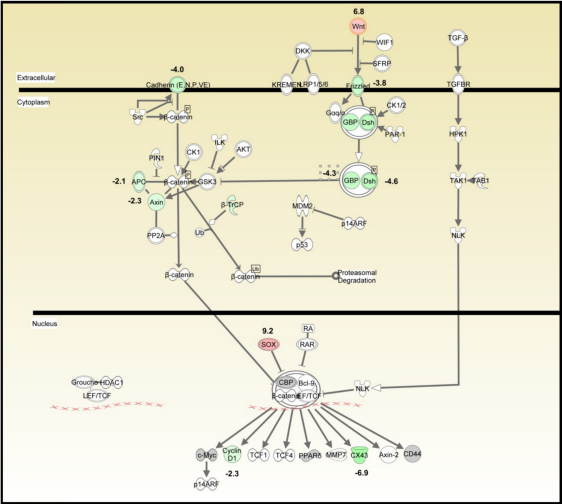 6.8
Wnt
WIF1
DKK
TGF-β
SFRP
-4.0
Extracellular
Cadherin (E,N,P,VE)
KREMEN
LRP1/5/6
Frizzled
-3.8
TGFBR
Cytoplasm
P
Src
β-catenin
Gαq/o
P
CK1/2
GBP
Dsh
PAR-1
HPK1
ILK
CK1
AKT
PIN1
-2.1
APC
β-catenin
GSK3
-4.3
P
GBP
Dsh
-4.6
TAK1
TAB1
-2.3
Axin
β-TrCP
MDM2
p14ARF
PP2A
Ub
p53
NLK
β-catenin
Ub
β-catenin
Proteasomal
Degradation
Nucleus
RA
9.2
SOX
RAR
Groucho
HDAC1
CBP
Bcl-9
NLK
LEF/TCF
β-catenin
LEF/TCF
c-Myc
Cyclin
D1
TCF1
TCF4
PPARδ
MMP7
CX43
Axin-2
CD44
-2.3
-6.9
p14ARF